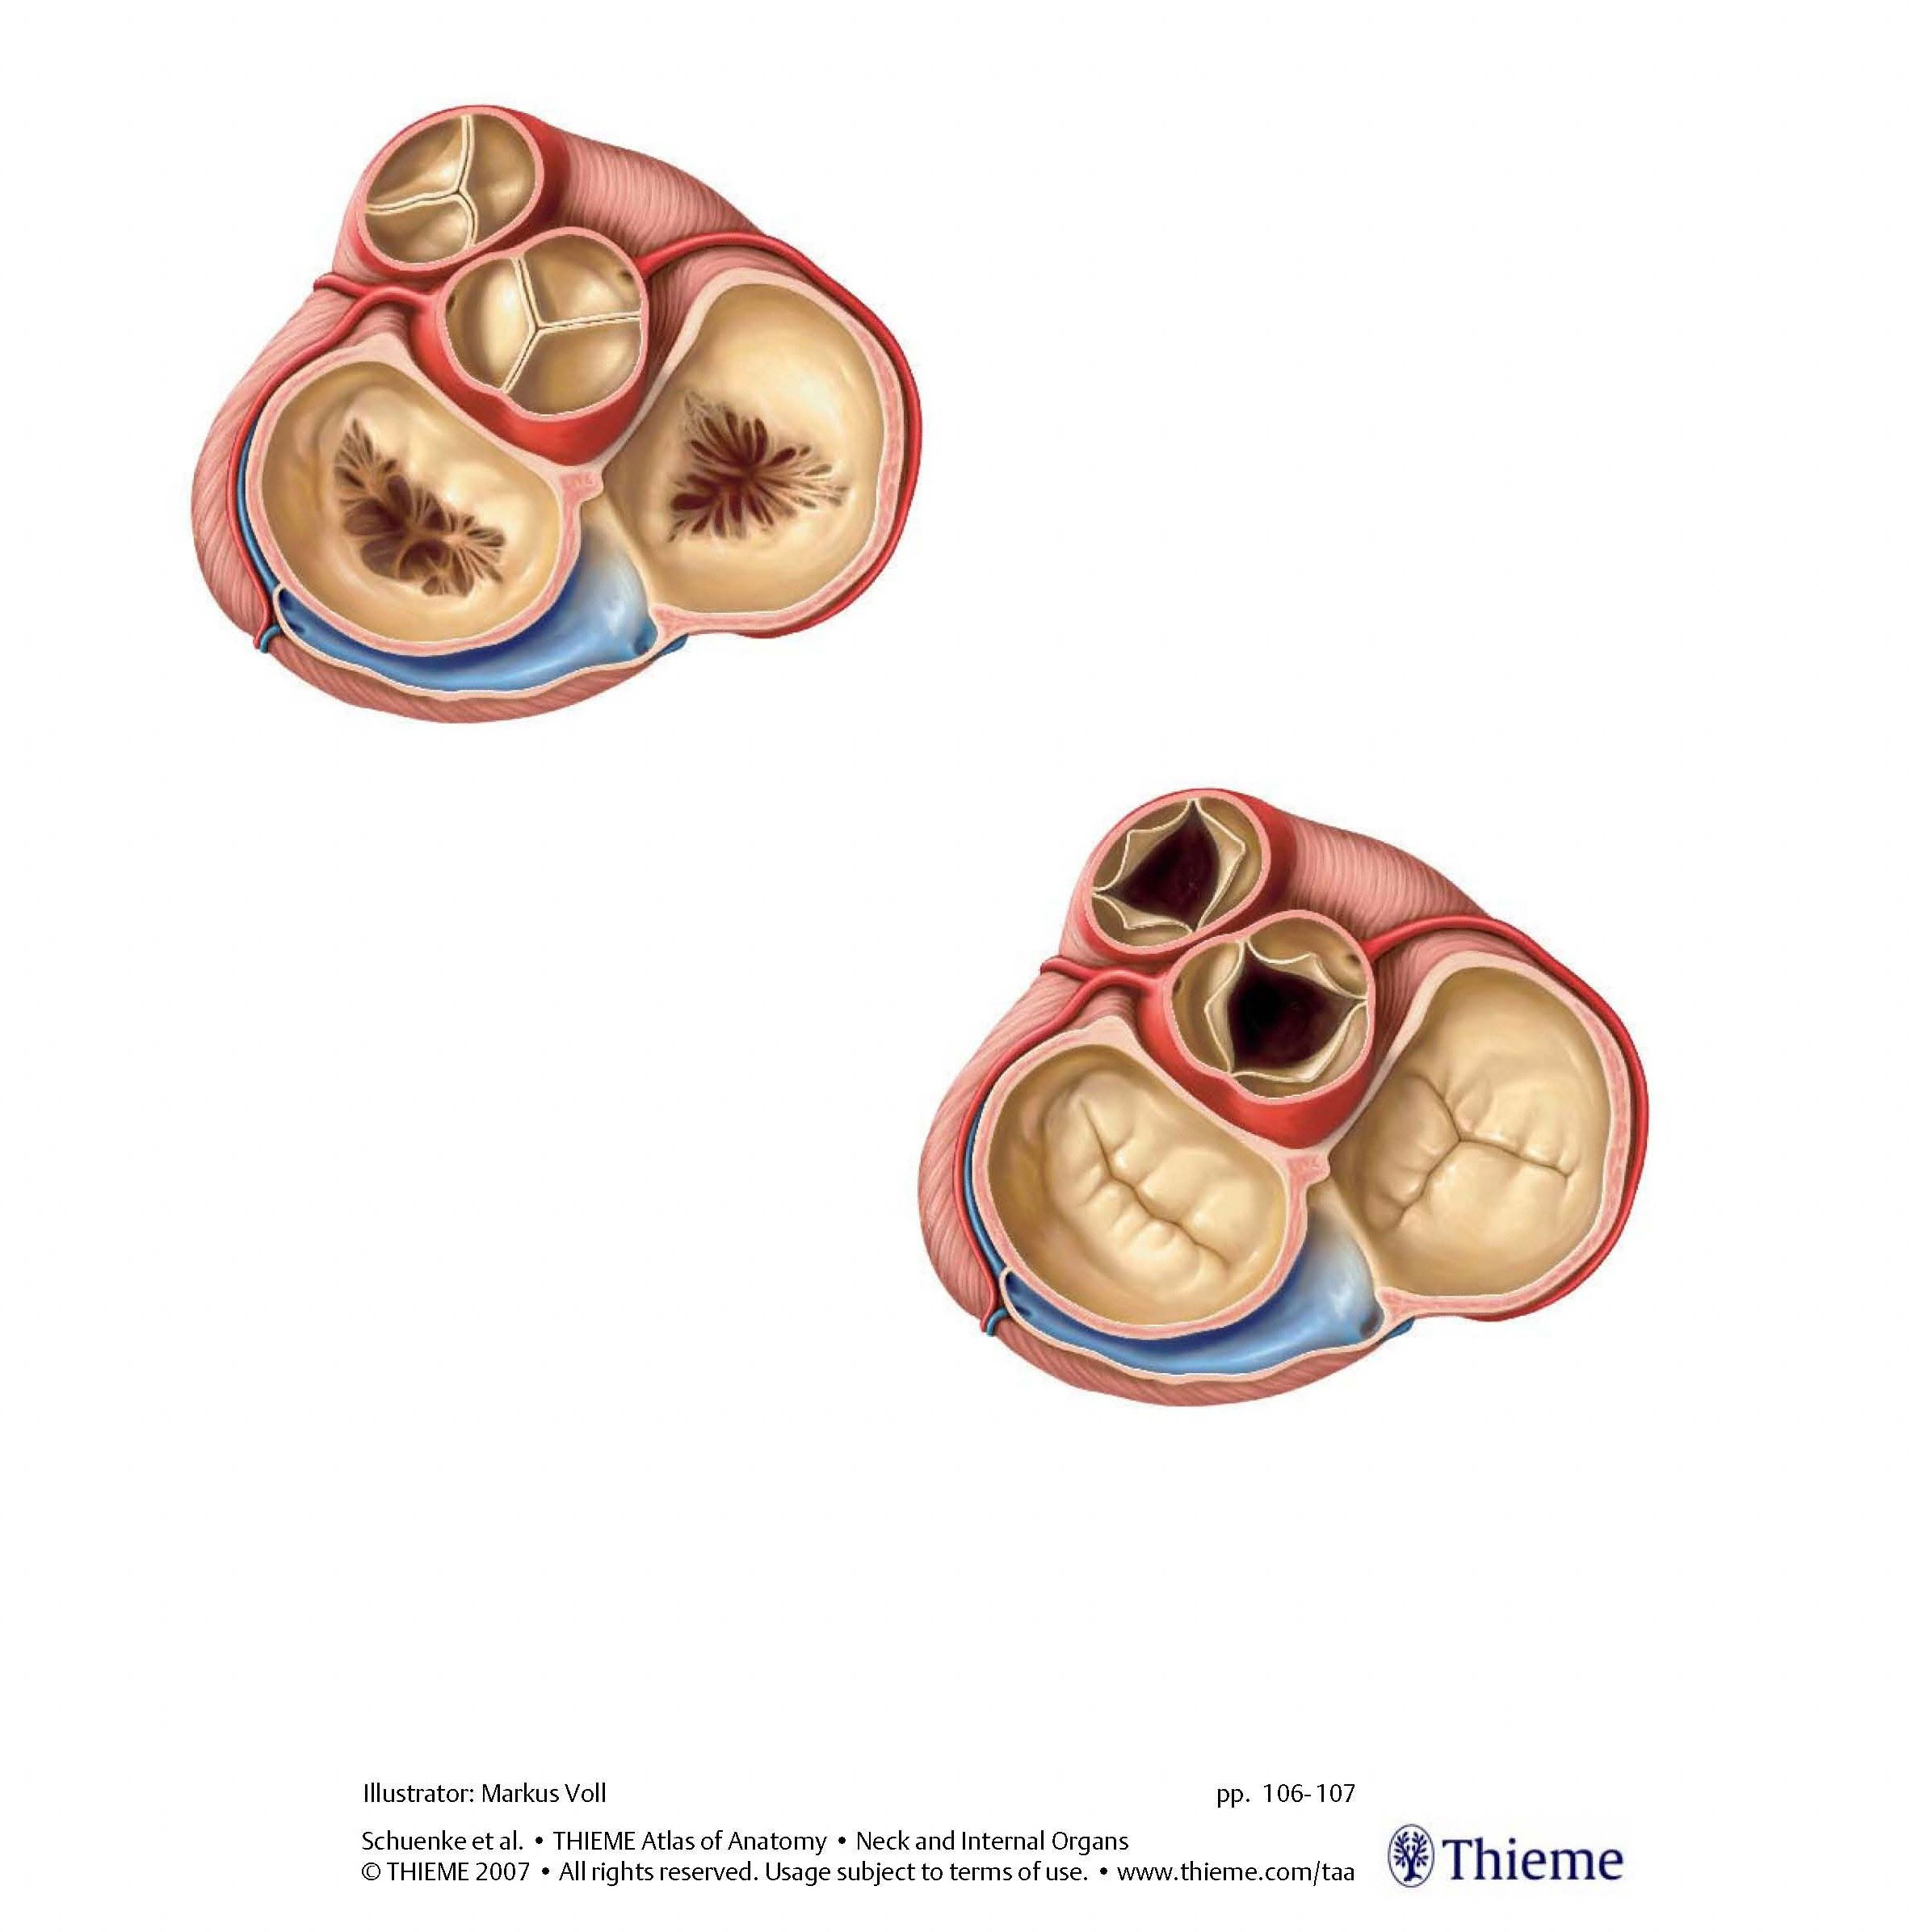 Illustrator: Markus Voll
pp. 106-107
Schuenke et al. • THIEME Atlas of Anatomy • Neck and Internal Organs
© THIEME 2007 • All rights reserved. Usage subject to terms of use. • www.thieme.com/taa
Thieme